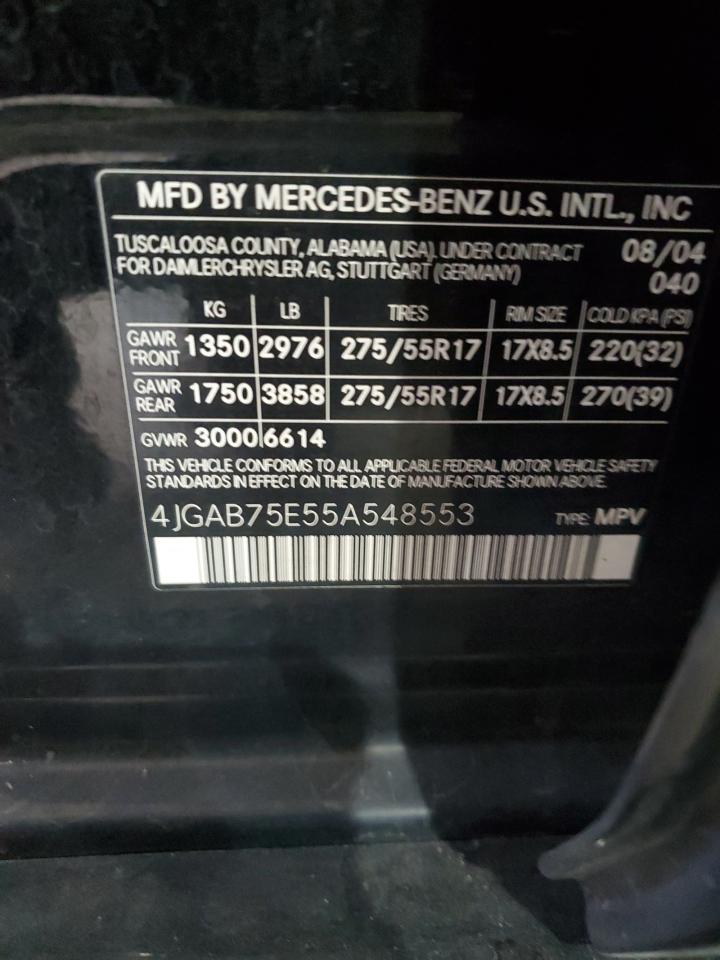 MFD BY MERCEDES-BENZ U.S. INTL., INC
TUSCALOOSA COUNTY, ALABAMA (USA). UNDER CONTRACT 08/04
FOR DAIMLERCHRYSLER AG, STUTTGART (GERMANY) 040
KG LB TIRES RIM SIZE COLD KPA (PSI)
GAWR FRONT 1350 2976 275/55R17 17X8.5 220(32)
GAWR REAR 1750 3858 275/55R17 17X8.5 270(39)
GVWR 3000 6614
THIS VEHICLE CONFORMS TO ALL APPLICABLE FEDERAL MOTOR VEHICLE SAFETY
STANDARDS IN EFFECT ON THE DATE OF MANUFACTURE SHOWN ABOVE.
4JGAB75E55A548553 TYPE: MPV